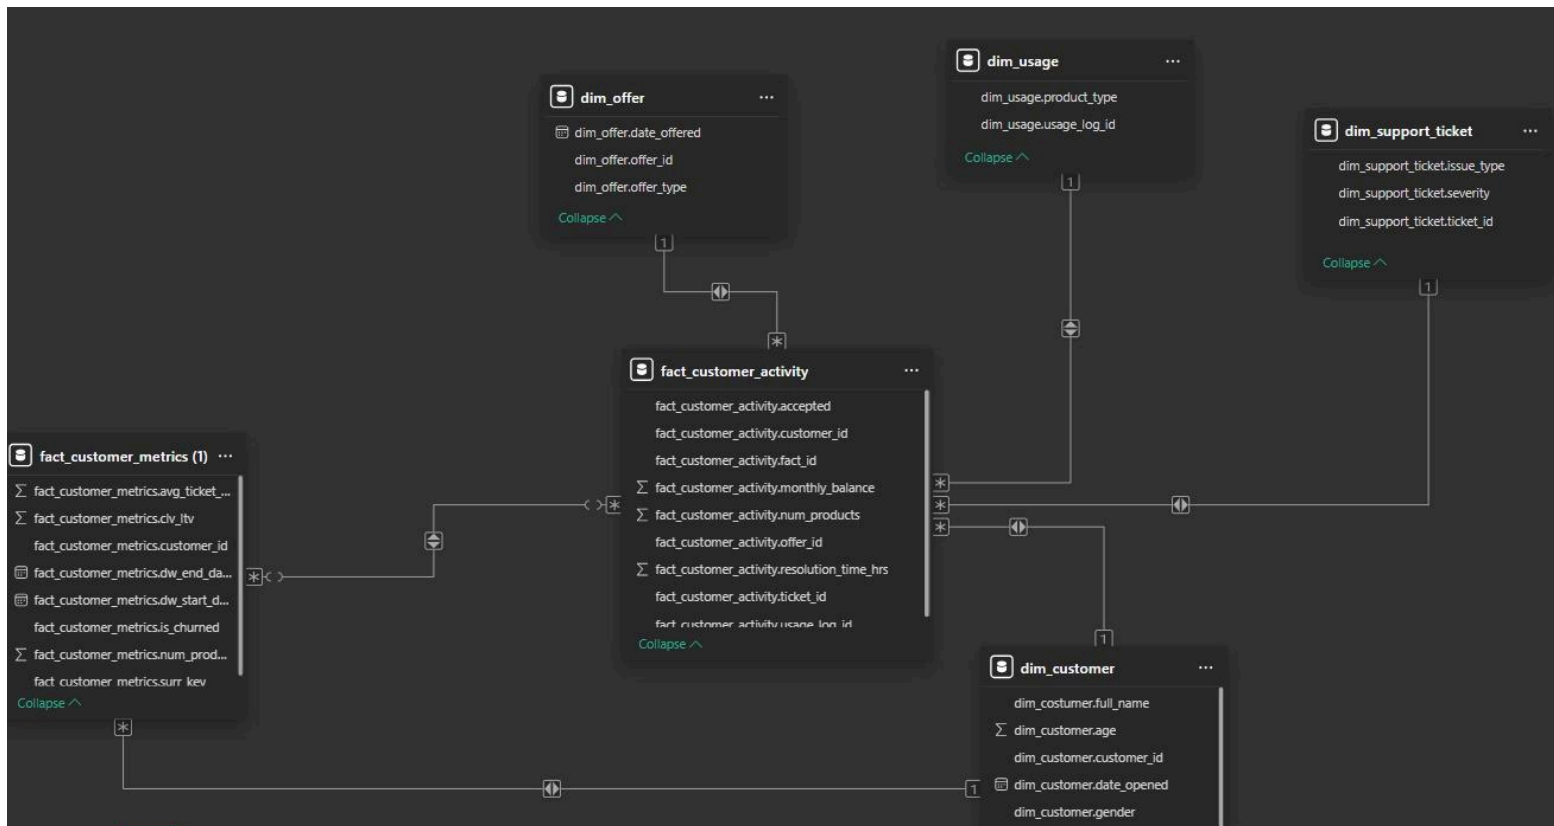 dim_usage
dim_usage.product_type
dim_usage.usage_log_id
Collapse
1
dim_offer
dim_offer.date_offered
dim_offer.offer_id
dim_offer.offer_type
Collapse
1
dim_support_ticket
dim_support_ticket.issue_type
dim_support_ticket.severity
dim_support_ticket.ticket_id
Collapse
1
*
fact_customer_activity
fact_customer_activity.accepted
fact_customer_activity.customer_id
fact_customer_activity.fact_id
fact_customer_activity.monthly_balance
fact_customer_activity.num_products
fact_customer_activity.offer_id
fact_customer_activity.resolution_time_hrs
fact_customer_activity.ticket_id
fact_customer_activity.usage_log_id
Collapse
*
*
*
*
fact_customer_metrics (1)
fact_customer_metrics.avg_ticket_...
fact_customer_metrics.clv_ltv
fact_customer_metrics.customer_id
fact_customer_metrics.dw_end_da...
fact_customer_metrics.dw_start_d...
fact_customer_metrics.is_churned
fact_customer_metrics.num_prod...
fact_customer_metrics.surr_key
Collapse
*
*
1
dim_customer
dim_costumer.full_name
dim_customer.age
dim_customer.customer_id
dim_customer.date_opened
dim_customer.gender
1